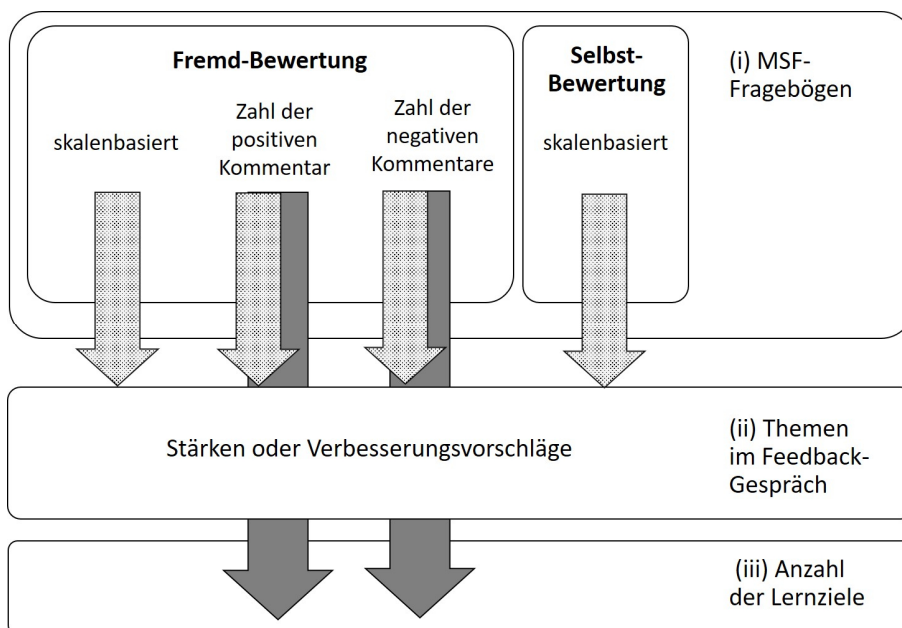 Fremd-Bewertung
skalenbasiert
Zahl der
positiven
Kommentar
Zahl der
negativen
Kommentare
Selbst-
Bewertung
skalenbasiert
(i) MSF-
Fragebögen
Stärken oder Verbesserungsvorschläge
(ii) Themen
im Feedback-
Gespräch
(iii) Anzahl
der Lernziele